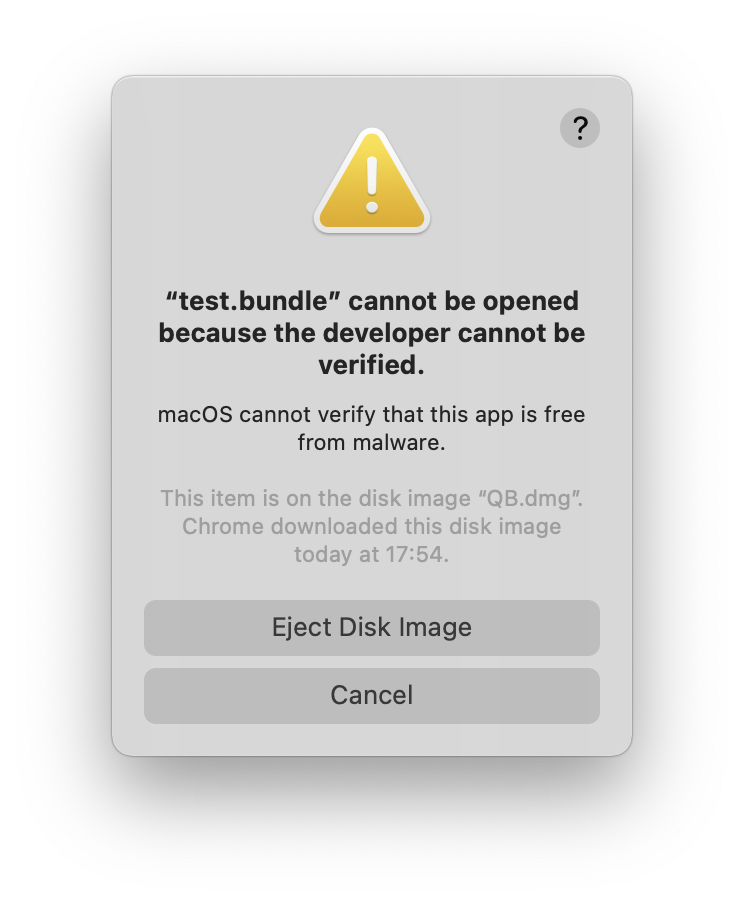 ?
“test.bundle” cannot be opened
because the developer cannot be
verified.
macOS cannot verify that this app is free
from malware.
This item is on the disk image “QB.dmg”.
Chrome downloaded this disk image
today at 17:54.
Eject Disk Image
Cancel